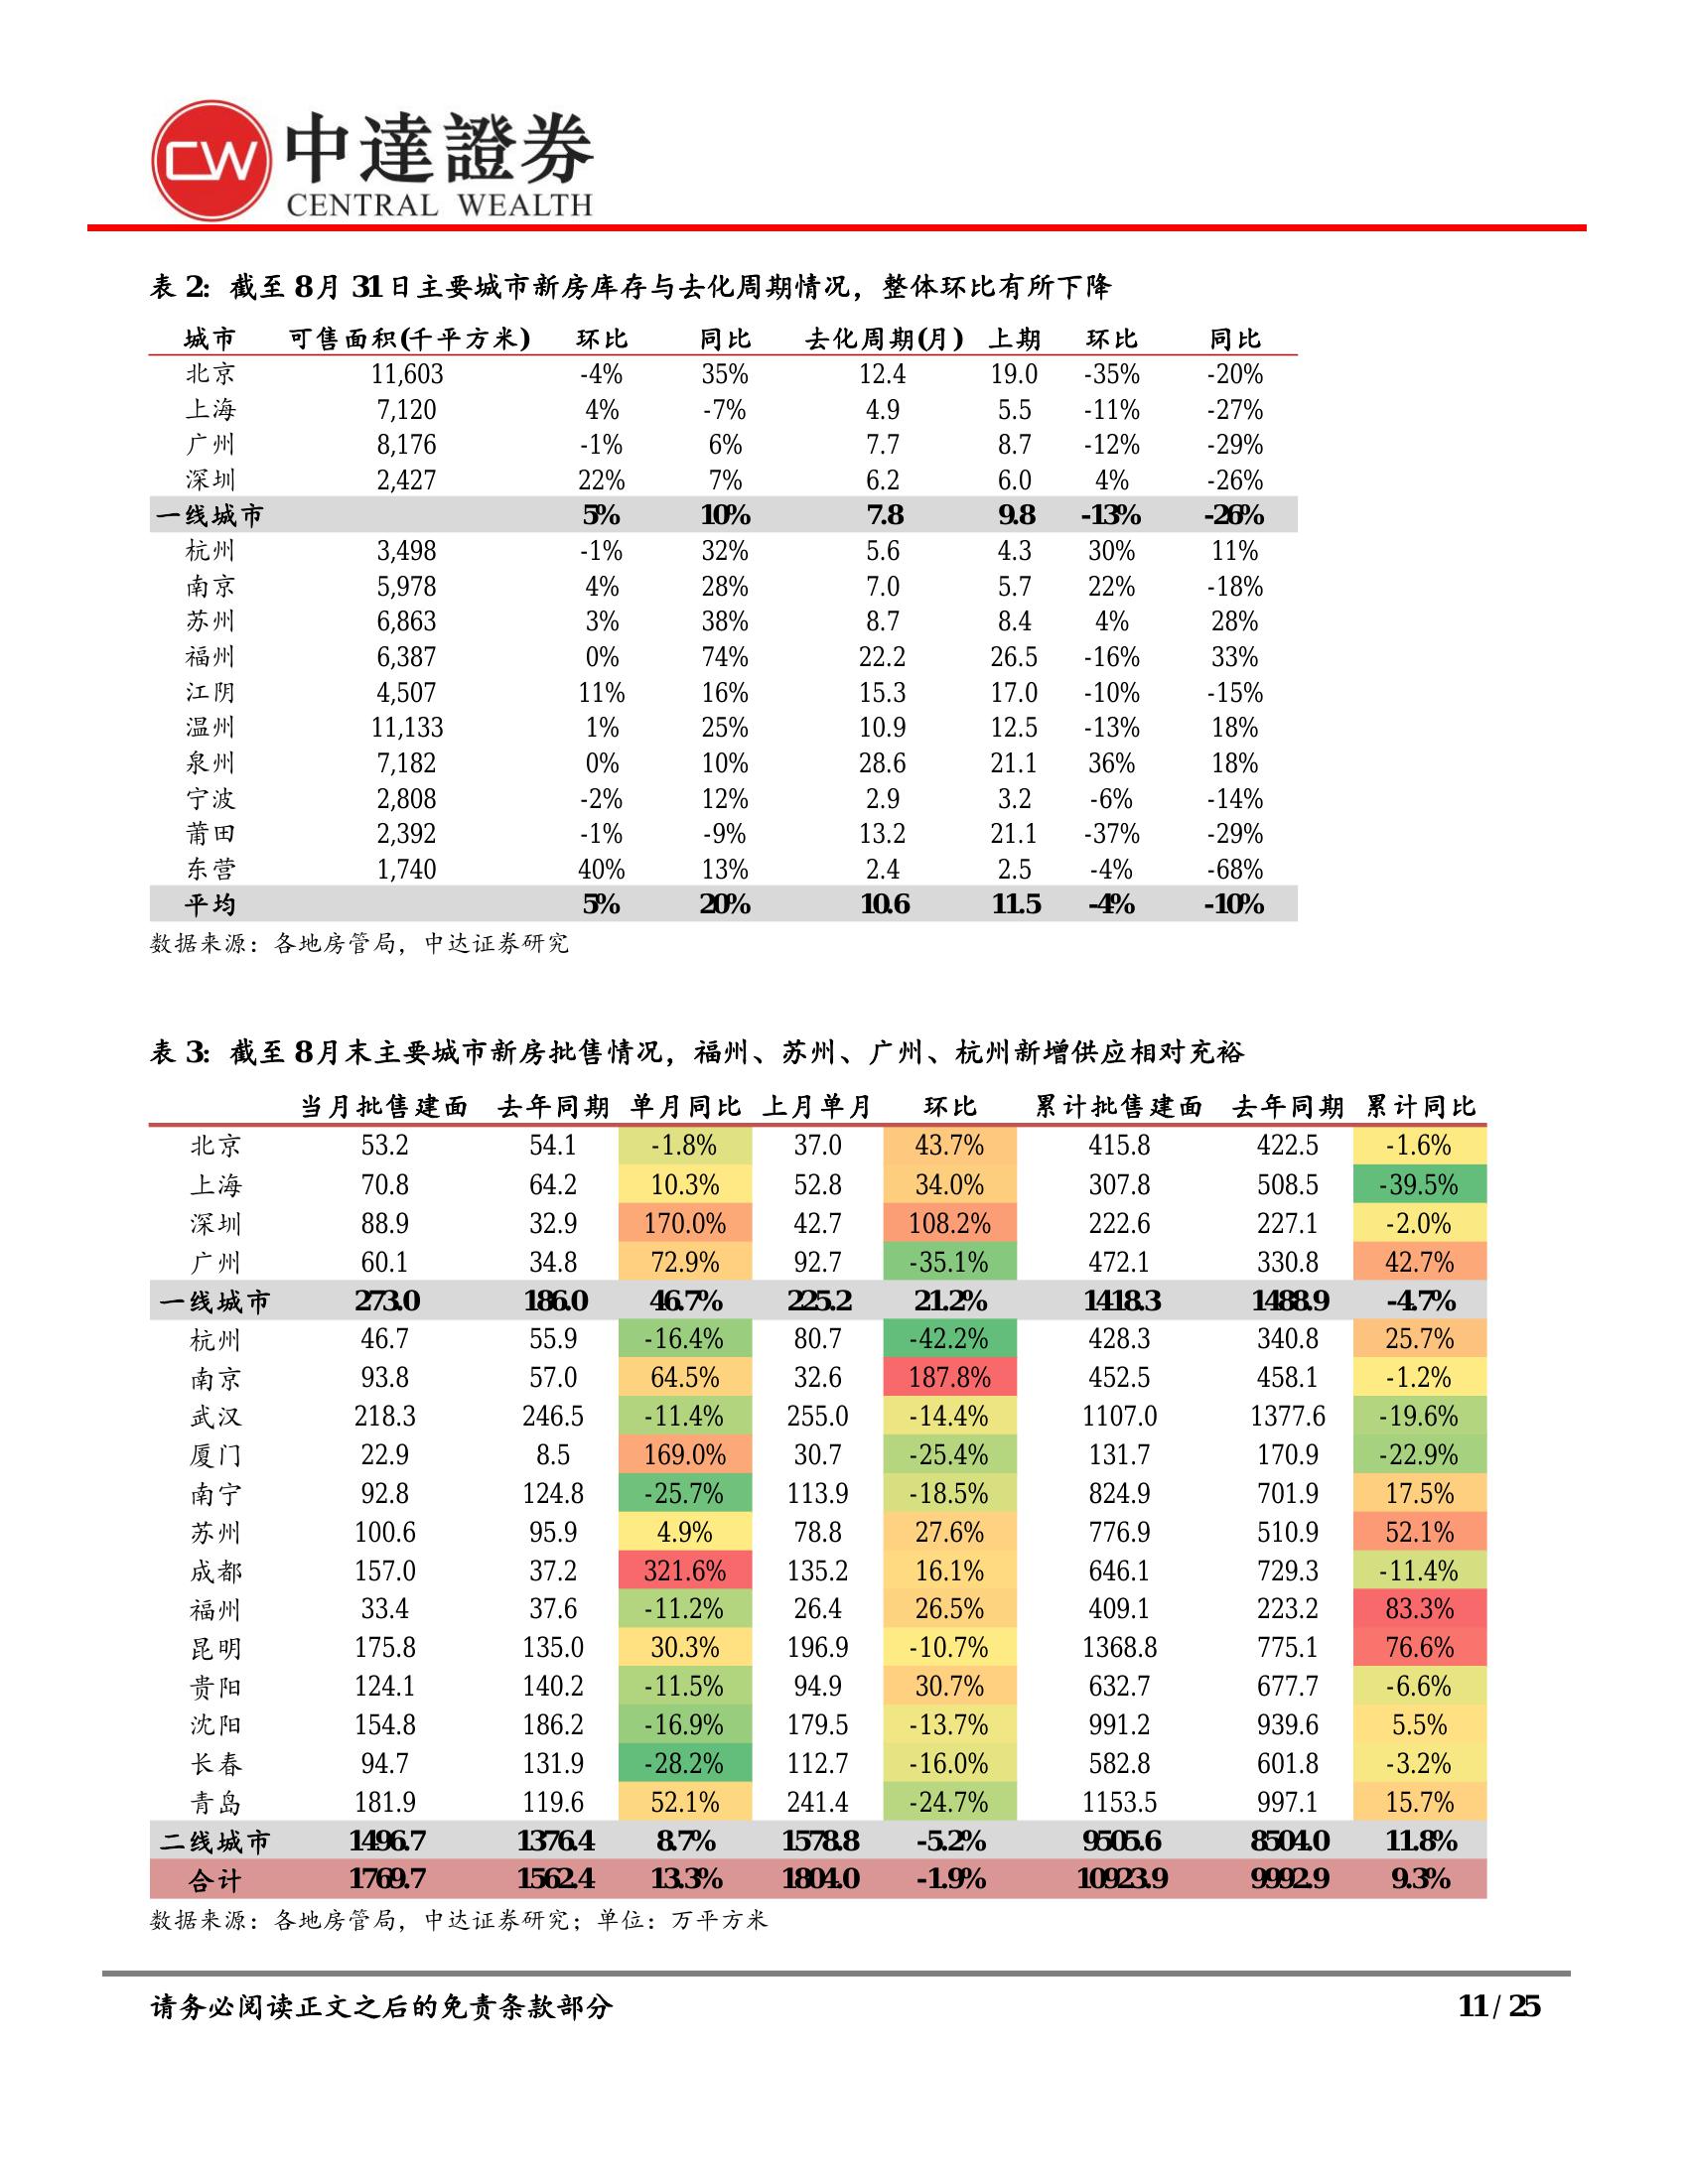 CW 中達證券
CENTRAL WEALTH
表 2: 截至 8月 31 日主要城市新房库存与去化周期情况，整体环比有所下降
城市 可售面积(千平方米) 环比 同比 去化周期(月) 上期 环比 同比
北京 11,603 -4% 35% 12.4 19.0 -35% -20%
上海 7,120 4% -7% 4.9 5.5 -11% -27%
广州 8,176 -1% 6% 7.7 8.7 -12% -29%
深圳 2,427 22% 7% 6.2 6.0 4% -26%
一线城市 5% 10% 7.8 9.8 -13% -26%
杭州 3,498 -1% 32% 5.6 4.3 30% 11%
南京 5,978 4% 28% 7.0 5.7 22% -18%
苏州 6,863 3% 38% 8.7 8.4 4% 28%
福州 6,387 0% 74% 22.2 26.5 -16% 33%
江阴 4,507 11% 16% 15.3 17.0 -10% -15%
温州 11,133 1% 25% 10.9 12.5 -13% 18%
泉州 7,182 0% 10% 28.6 21.1 36% 18%
宁波 2,808 -2% 12% 2.9 3.2 -6% -14%
莆田 2,392 -1% -9% 13.2 21.1 -37% -29%
东营 1,740 40% 13% 2.4 2.5 -4% -68%
平均 5% 20% 10.6 11.5 -4% -10%
数据来源：各地房管局，中达证券研究
表 3: 截至 8月末主要城市新房批售情况，福州、苏州、广州、杭州新增供应相对充裕
当月批售建面 去年同期 单月同比 上月单月 环比 累计批售建面 去年同期 累计同比
北京 53.2 54.1 -1.8% 37.0 43.7% 415.8 422.5 -1.6%
上海 70.8 64.2 10.3% 52.8 34.0% 307.8 508.5 -39.5%
深圳 88.9 32.9 170.0% 42.7 108.2% 222.6 227.1 -2.0%
广州 60.1 34.8 72.9% 92.7 -35.1% 472.1 330.8 42.7%
一线城市 273.0 186.0 46.7% 225.2 21.2% 1418.3 1488.9 -4.7%
杭州 46.7 55.9 -16.4% 80.7 -42.2% 428.3 340.8 25.7%
南京 93.8 57.0 64.5% 32.6 187.8% 452.5 458.1 -1.2%
武汉 218.3 246.5 -11.4% 255.0 -14.4% 1107.0 1377.6 -19.6%
厦门 22.9 8.5 169.0% 30.7 -25.4% 131.7 170.9 -22.9%
南宁 92.8 124.8 -25.7% 113.9 -18.5% 824.9 701.9 17.5%
苏州 100.6 95.9 4.9% 78.8 27.6% 776.9 510.9 52.1%
成都 157.0 37.2 321.6% 135.2 16.1% 646.1 729.3 -11.4%
福州 33.4 37.6 -11.2% 26.4 26.5% 409.1 223.2 83.3%
昆明 175.8 135.0 30.3% 196.9 -10.7% 1368.8 775.1 76.6%
贵阳 124.1 140.2 -11.5% 94.9 30.7% 632.7 677.7 -6.6%
沈阳 154.8 186.2 -16.9% 179.5 -13.7% 991.2 939.6 5.5%
长春 94.7 131.9 -28.2% 112.7 -16.0% 582.8 601.8 -3.2%
青岛 181.9 119.6 52.1% 241.4 -24.7% 1153.5 997.1 15.7%
二线城市 1496.7 1376.4 8.7% 1578.8 -5.2% 9505.6 8504.0 11.8%
合计 1769.7 1562.4 13.3% 1804.0 -1.9% 10923.9 9992.9 9.3%
数据来源：各地房管局，中达证券研究；单位：万平方米
请务必阅读正文之后的免责条款部分 11 / 25